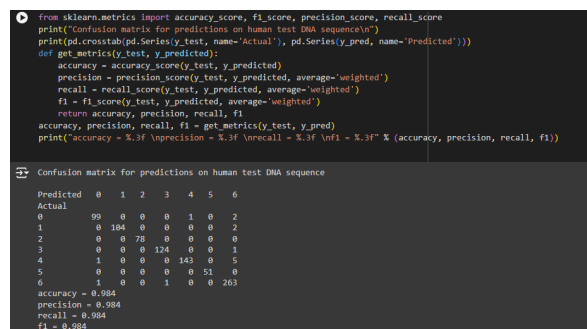 from sklearn.metrics import accuracy_score, f1_score, precision_score, recall_score
print("Confusion matrix for predictions on human test DNA sequence\n")
print(pd.crosstab(pd.Series(y_test, name='Actual'), pd.Series(y_pred, name='Predicted')))
def get_metrics(y_test, y_predicted):
    accuracy = accuracy_score(y_test, y_predicted)
    precision = precision_score(y_test, y_predicted, average='weighted')
    recall = recall_score(y_test, y_predicted, average='weighted')
    f1 = f1_score(y_test, y_predicted, average='weighted')
    return accuracy, precision, recall, f1
accuracy, precision, recall, f1 = get_metrics(y_test, y_pred)
print("accuracy = %.3f \nprecision = %.3f \nrecall = %.3f \nf1 = %.3f" % (accuracy, precision, recall, f1))
Confusion matrix for predictions on human test DNA sequence
Predicted 0 1 2 3 4 5 6
Actual
0 99 0 0 0 1 0 2
1 0 104 0 0 0 0 2
2 0 0 78 0 0 0 0
3 0 0 0 124 0 0 1
4 1 0 0 0 143 0 5
5 0 0 0 0 0 51 0
6 1 0 0 1 0 0 263
accuracy = 0.984
precision = 0.984
recall = 0.984
f1 = 0.984